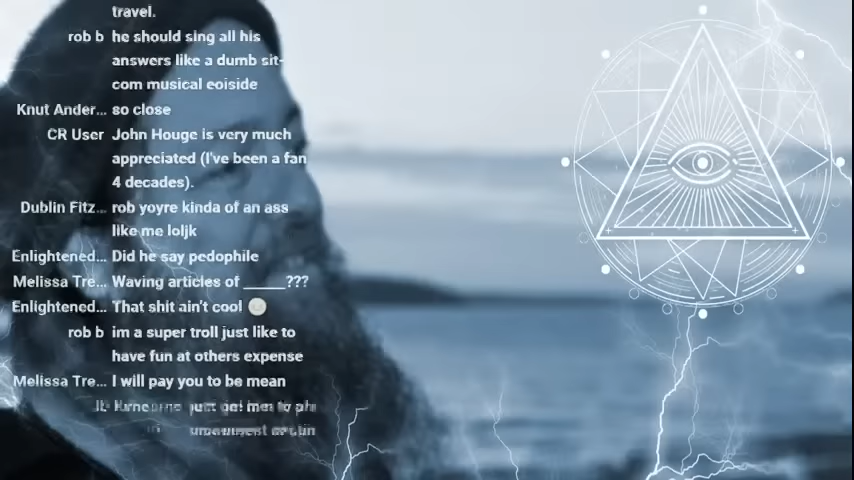 travel.
rob b he should sing all his
answers like a dumb sit-
com musical eoiside
Knut Ander... so close
CR User John Houge is very much
appreciated (I've been a fan
4 decades).
Dublin Fitz... rob yoyre kinda of an ass
like me loljk
Enlightened... Did he say pedophile
Melissa Tre... Waving articles of ______???
Enlightened... That shit ain't cool
rob b im a super troll just like to
have fun at others expense
Melissa Tre... I will pay you to be mean